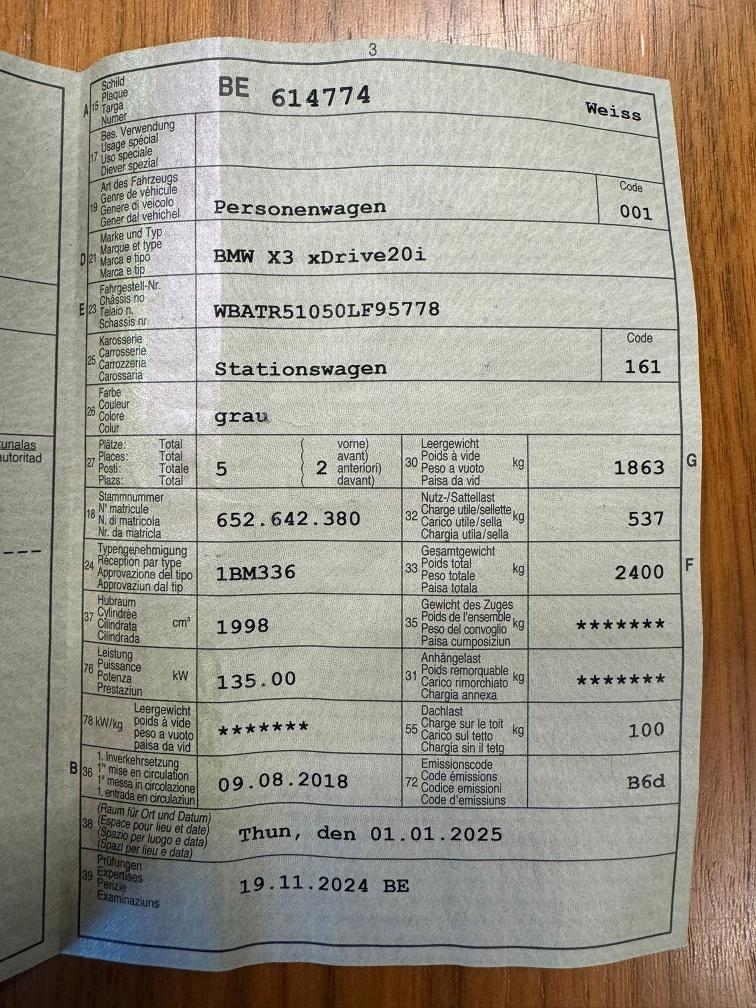 3
A 15 Schild
Plaque
Targa
Numer
BE 614774 Weiss
17 Bes. Verwendung
Usage spécial
Uso speciale
Diever spezial
19 Art des Fahrzeugs
Genre de véhicule
Genere di veicolo
Gener dal vehichel
Personenwagen
Code
001
D 21 Marke und Typ
Marque et type
Marca e tipo
Marca e tip
BMW X3 xDrive20i
E 23 Fahrgestell-Nr.
Châssis no
Telaio n.
Schassis nr.
WBATR51050LF95778
25 Karosserie
Carrosserie
Carrozzeria
Carossaria
Stationswagen
Code
161
26 Farbe
Couleur
Colore
Colur
grau
unalas
autoritad
27 Plätze: Total
Places: Total
Posti: Totale
Plazs: Total
5
( 2 vorne)
avant)
anteriori)
davant)
30 Leergewicht
Poids à vide
Peso a vuoto
Paisa da vid
kg
1863
G
18 Stammnummer
N° matricule
N. di matricola
Nr. da matricla
652.642.380
32 Nutz-/Sattellast
Charge utile/sellette
Carico utile/sella
Chargia utila/sella
kg
537
24 Typengenehmigung
Réception par type
Approvazione del tipo
Approvaziun dal tip
1BM336
33 Gesamtgewicht
Poids total
Peso totale
Paisa totala
kg
2400
F
37 Hubraum
Cylindrée
Cilindrata
Cilindrada
cm³
1998
35 Gewicht des Zuges
Poids de l'ensemble
Peso del convoglio
Paisa cumposiziun
kg
*******
76 Leistung
Puissance
Potenza
Prestaziun
kW
135.00
31 Anhängelast
Poids remorquable
Carico rimorchiato
Chargia annexa
kg
*******
78 kW/kg Leergewicht
poids à vide
peso a vuoto
paisa da vid
*******
55 Dachlast
Charge sur le toit
Carico sul tetto
Chargia sin il tetg
kg
100
B 36 1. Inverkehrsetzung
1re mise en circulation
1a messa in circolazione
1. entrada en circulaziun
09.08.2018
72 Emissionscode
Code émissions
Codice emissioni
Code d'emissiuns
B6d
38 (Raum für Ort und Datum)
(Espace pour lieu et date)
(Spazio per luogo e data)
(Spazi per lieu e data)
Thun, den 01.01.2025
39 Prüfungen
Expertises
Perizie
Examinaziuns
19.11.2024 BE